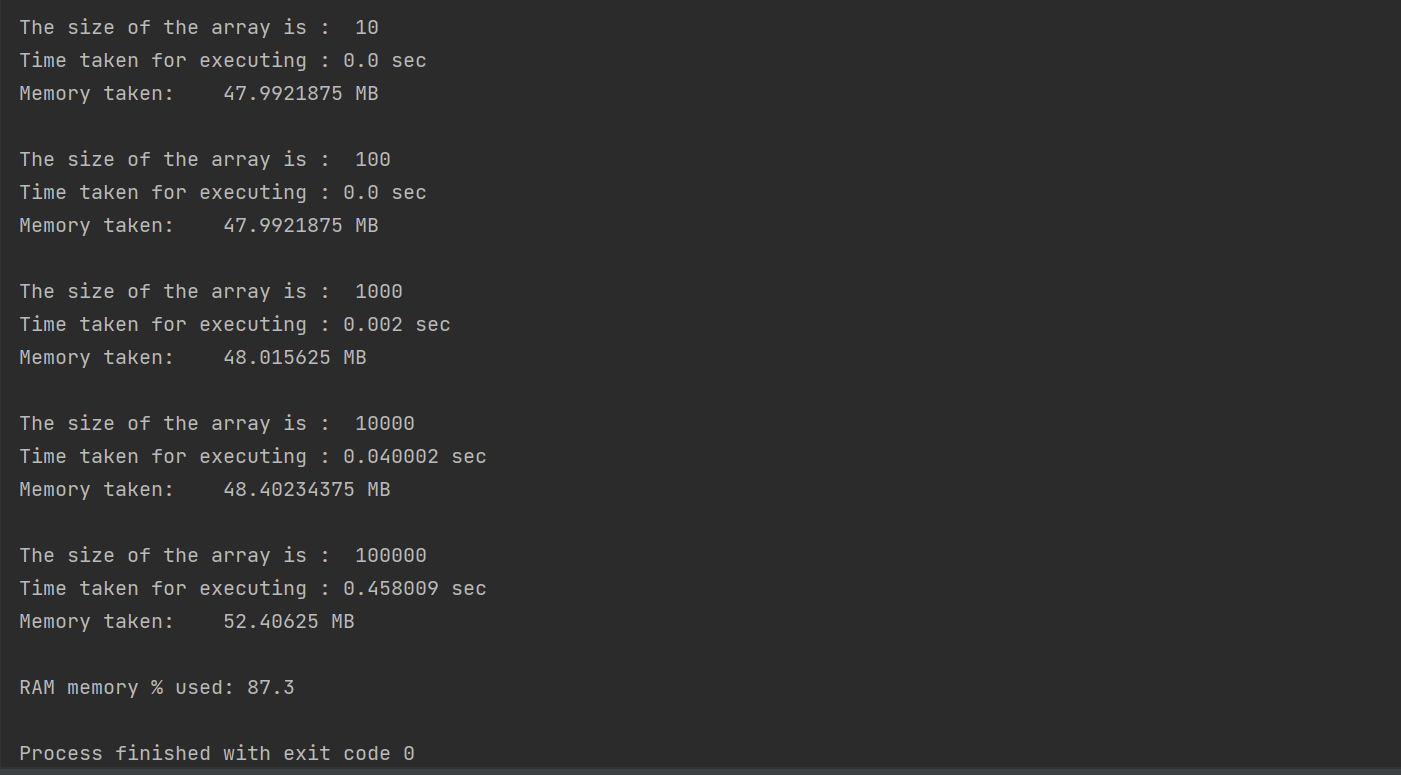 The size of the array is :  10
Time taken for executing : 0.0 sec
Memory taken:    47.9921875 MB
The size of the array is :  100
Time taken for executing : 0.0 sec
Memory taken:    47.9921875 MB
The size of the array is :  1000
Time taken for executing : 0.002 sec
Memory taken:    48.015625 MB
The size of the array is :  10000
Time taken for executing : 0.040002 sec
Memory taken:    48.40234375 MB
The size of the array is :  100000
Time taken for executing : 0.458009 sec
Memory taken:    52.40625 MB
RAM memory % used: 87.3
Process finished with exit code 0